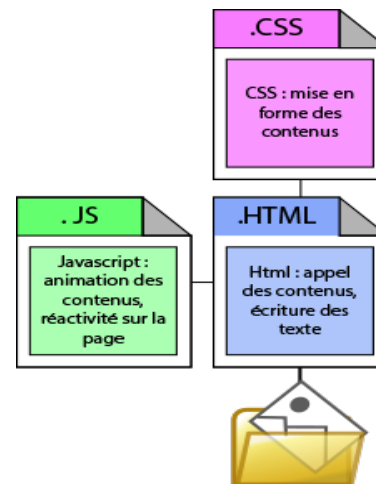 .CSS
CSS : mise en
forme des
contenus
. JS
Javascript :
animation des
contenus,
réactivité sur la
page
.HTML
Html : appel
des contenus,
écriture des
texte